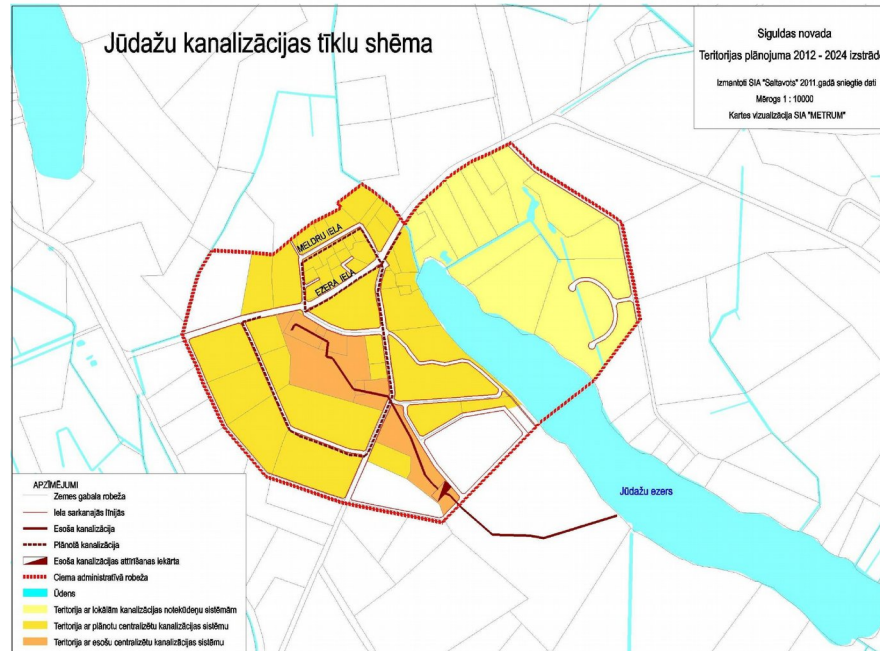 Jūdažu kanalizācijas tīklu shēma
Siguldas novada
Teritorijas plānojuma 2012 - 2024 izstrāde
Izmantoti SIA "Saltavots" 2011.gadā sniegtie dati
Mērogs 1 : 10000
Kartes vizualizācija SIA "METRUM"
MELDRU IELA
EZERA IELA
Jūdažu ezers
APZĪMĒJUMI
Zemes gabala robeža
Iela sarkanajās līnijās
Esoša kanalizācija
Plānotā kanalizācija
Esoša kanalizācijas attīrīšanas iekārta
Ciema administratīvā robeža
Ūdens
Teritorija ar lokālām kanalizācijas notekūdeņu sistēmām
Teritorija ar plānotu centralizētu kanalizācijas sistēmu
Teritorija ar esošu centralizētu kanalizācijas sistēmu